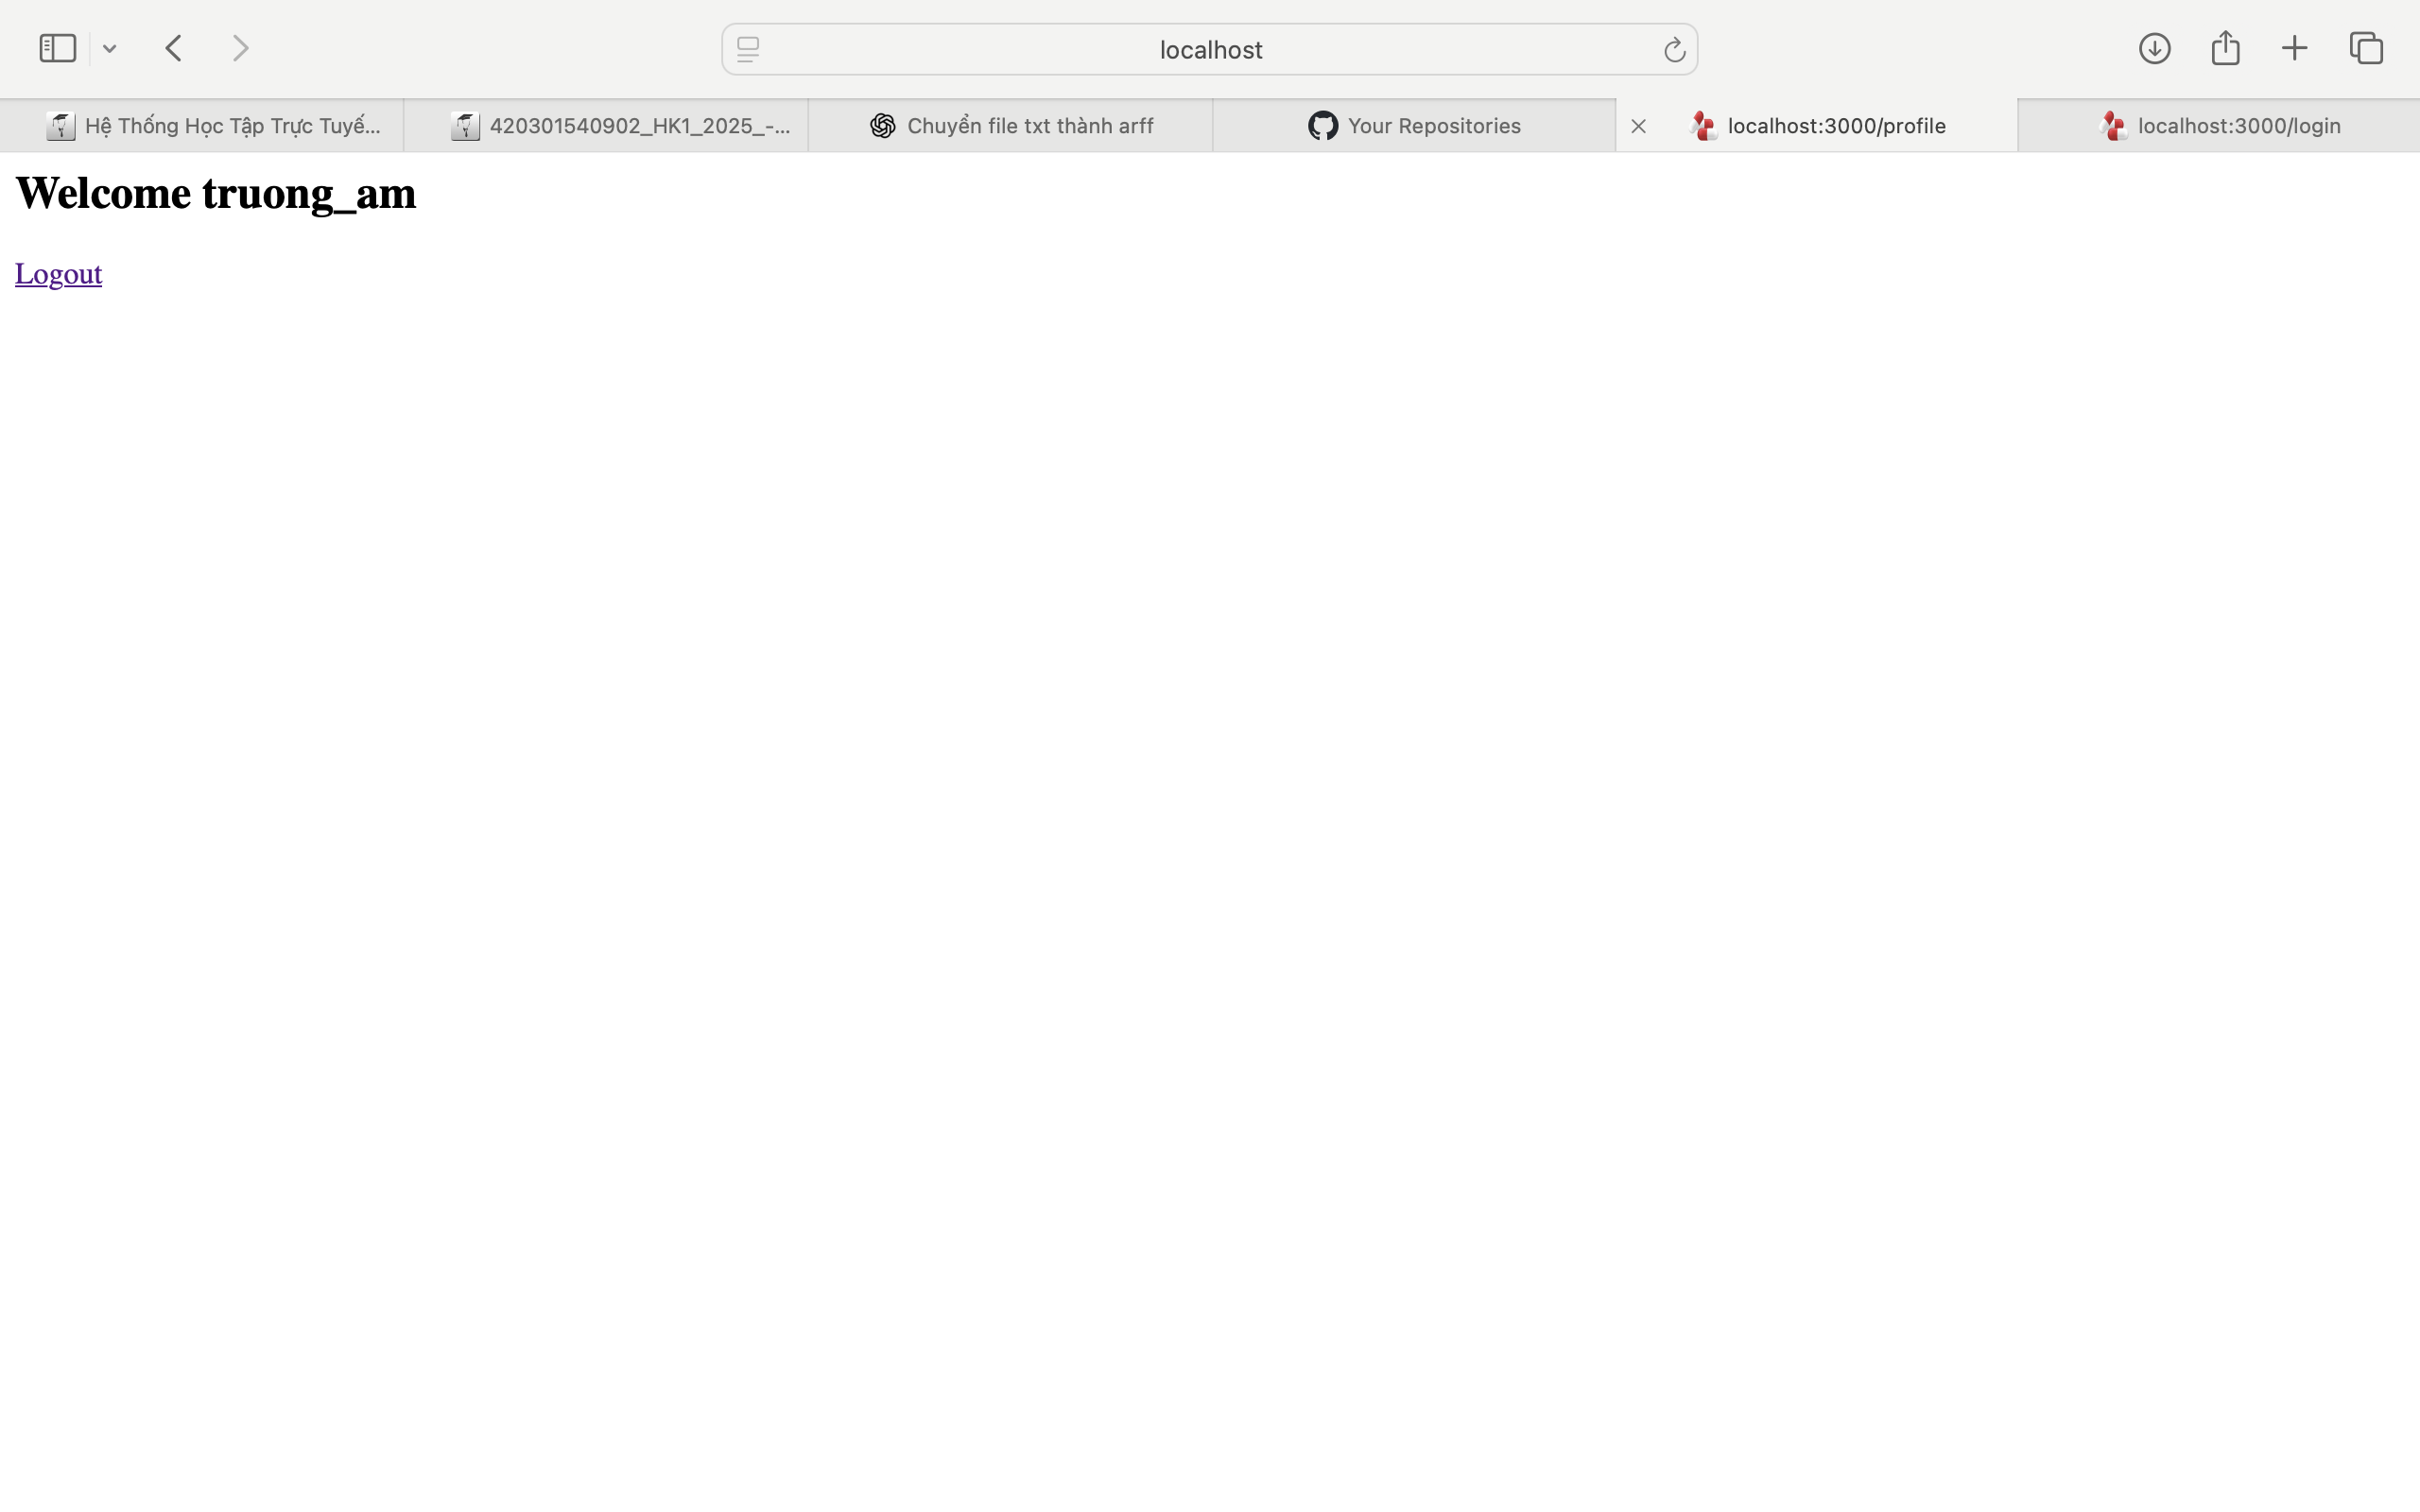 localhost
Hệ Thống Học Tập Trực Tuyế...
420301540902_HK1_2025_-...
Chuyển file txt thành arff
Your Repositories
localhost:3000/profile
localhost:3000/login
Welcome truong_am
Logout